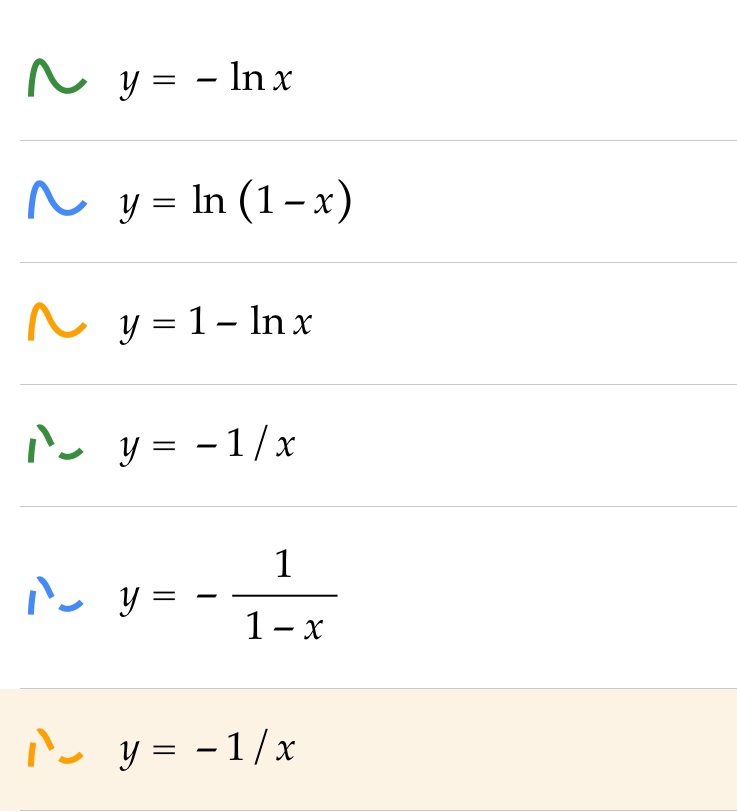 y = − ln x
y = ln (1 − x)
y = 1 − ln x
y = − 1 / x
y = − 1 / (1 − x)
y = − 1 / x